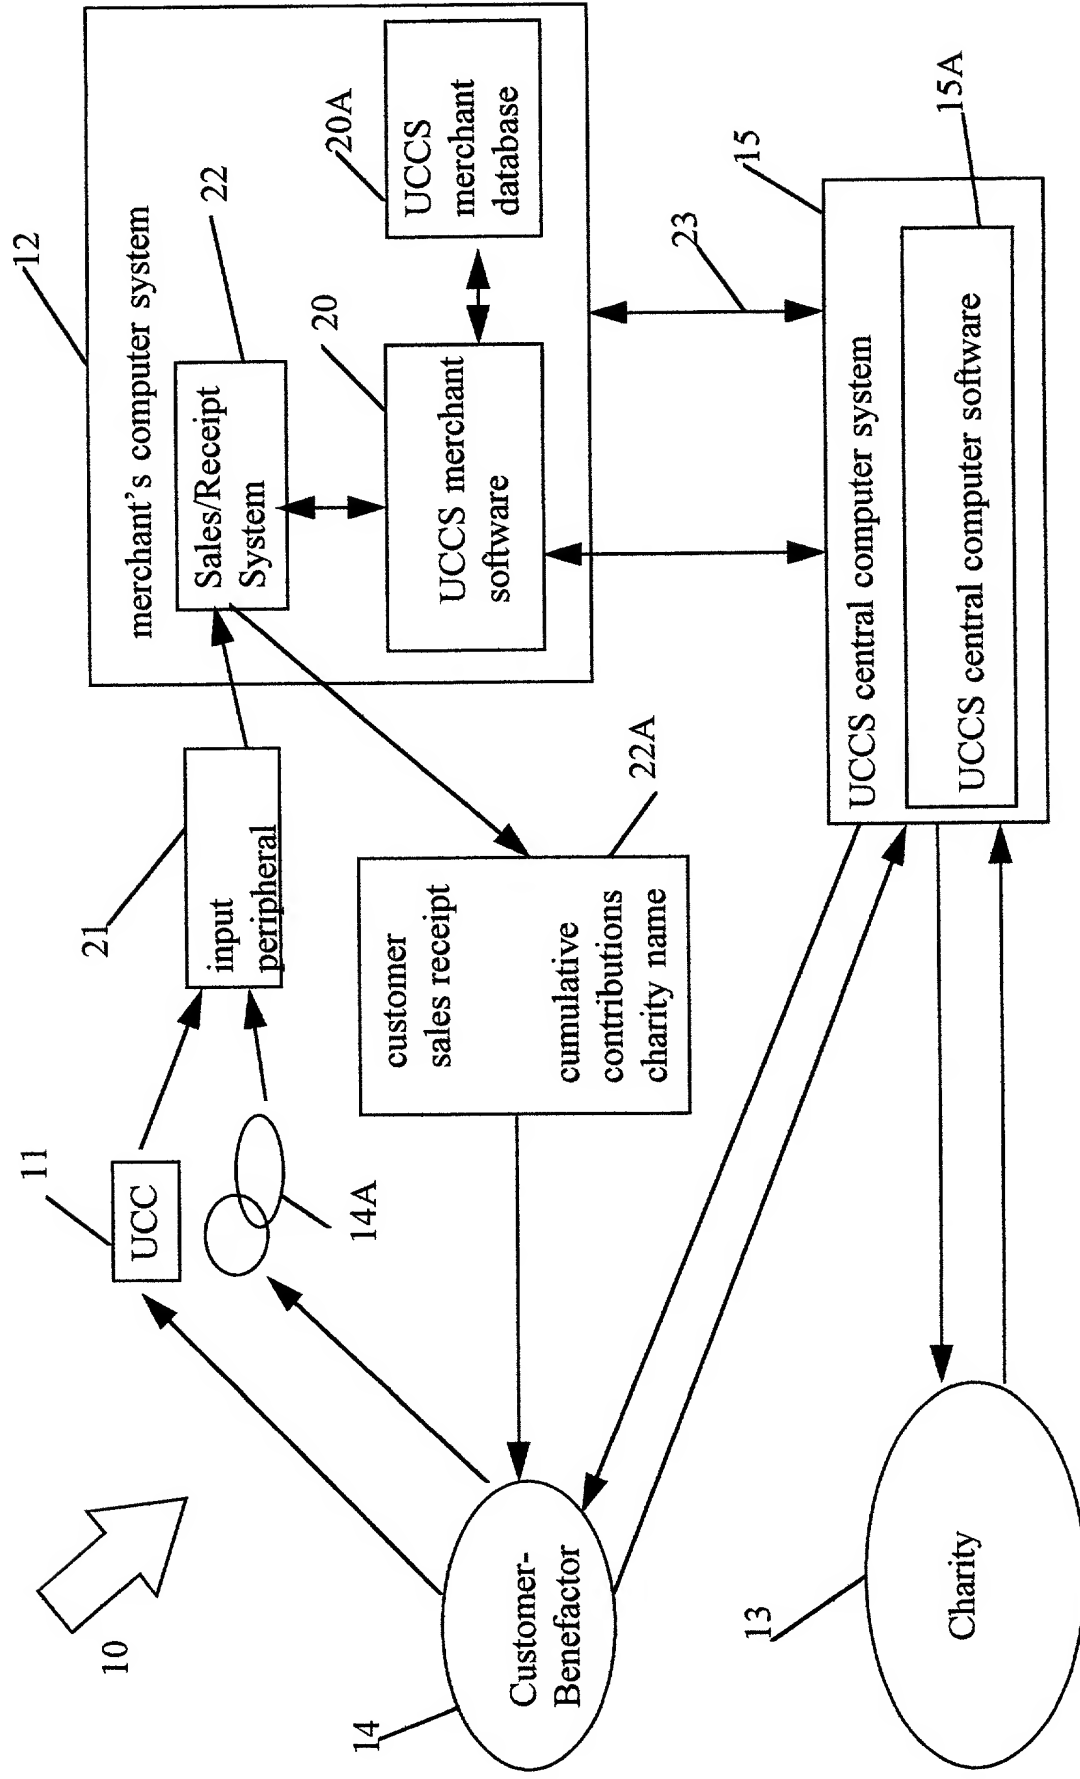 10
14
Customer-
Benefactor
11
UCC
14A
21
input
peripheral
12
merchant's computer system
22
Sales/Receipt
System
20
UCCS merchant
software
20A
UCCS
merchant
database
customer
sales receipt
cumulative
contributions
charity name
22A
23
13
Charity
15
UCCS central computer system
15A
UCCS central computer software